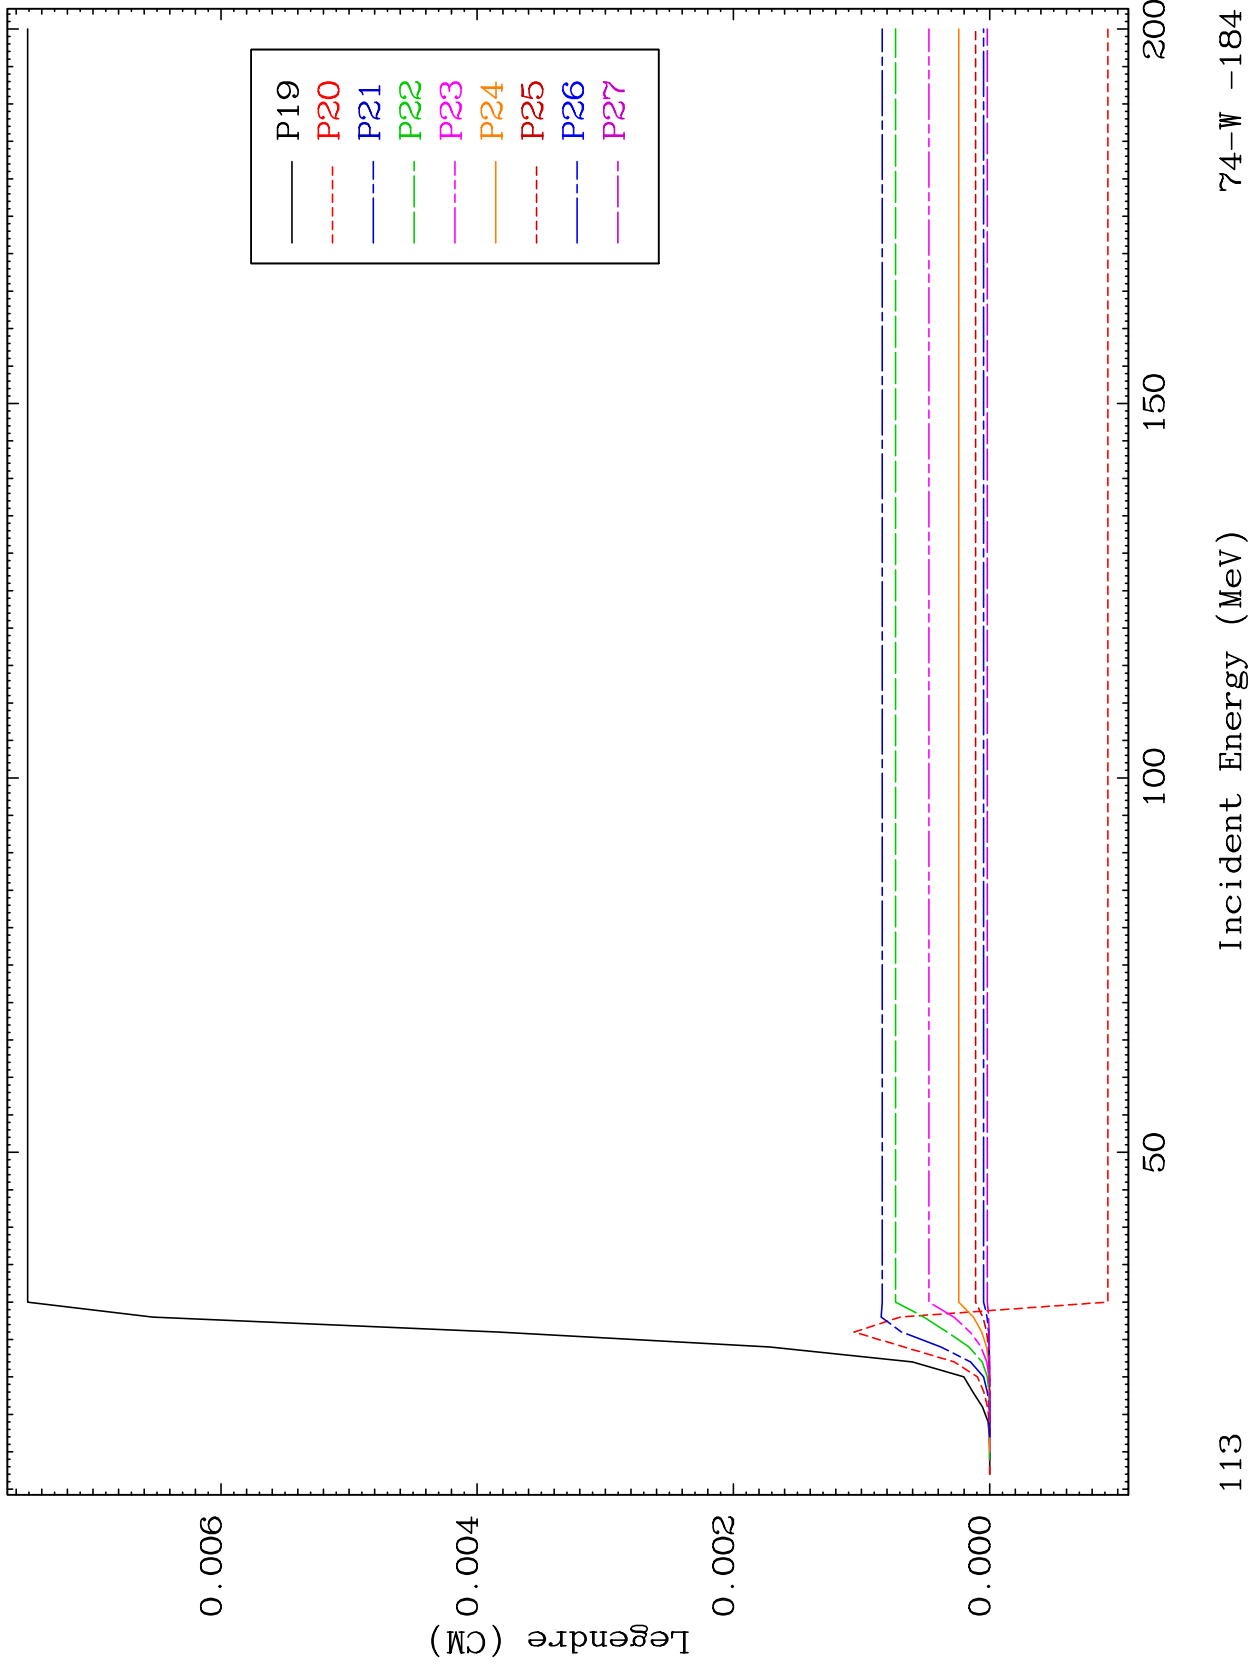 Legendre (CM)
0.006
0.004
0.002
0.000
P19
P20
P21
P22
P23
P24
P25
P26
P27
50
100
150
200
113
Incident Energy (MeV)
74-W -184